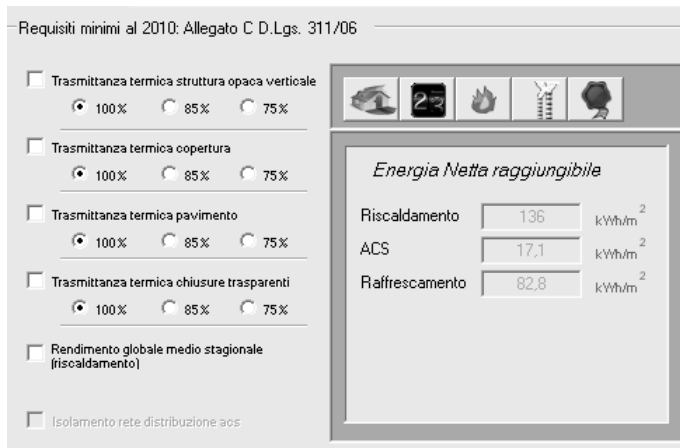 Requisiti minimi al 2010: Allegato C D.Lgs. 311/06
Trasmittanza termica struttura opaca verticale
100% 85% 75%
Trasmittanza termica copertura
100% 85% 75%
Trasmittanza termica pavimento
100% 85% 75%
Trasmittanza termica chiusure trasparenti
100% 85% 75%
Rendimento globale medio stagionale
(riscaldamento)
Isolamento rete distribuzione acs
23
Energia Netta raggiungibile
Riscaldamento 136 kWh/m²
ACS 17,1 kWh/m²
Raffrescamento 82,8 kWh/m²